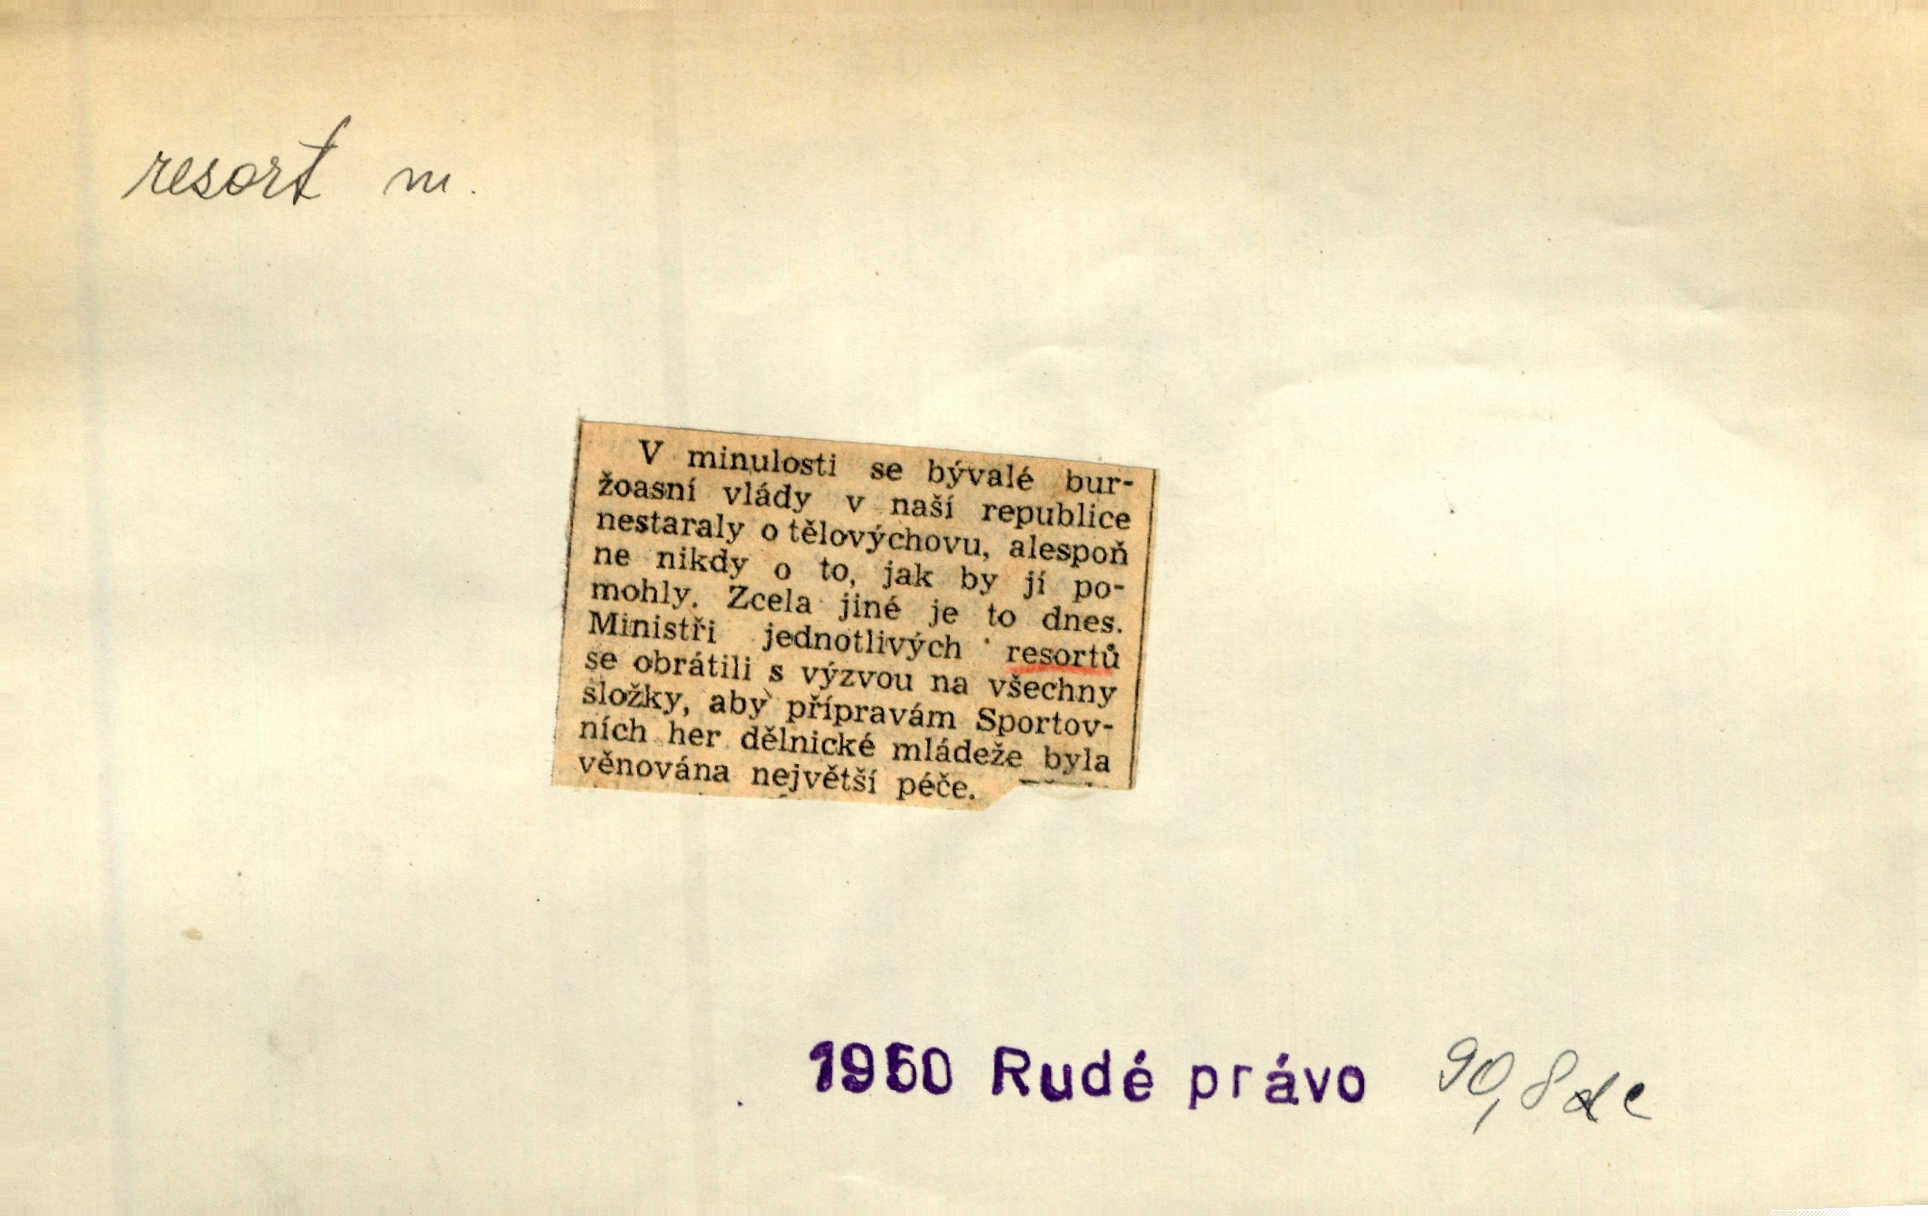 resort m.
V minulosti se bývalé bur-
žoasní vlády v naší republice
nestaraly o tělovýchovu, alespoň
ne nikdy o to, jak by jí po-
mohly. Zcela jiné je to dnes.
Ministři jednotlivých resortů
se obrátili s výzvou na všechny
složky, aby přípravám Sportov-
ních her dělnické mládeže byla
věnována největší péče.
1950 Rudé právo 90,8